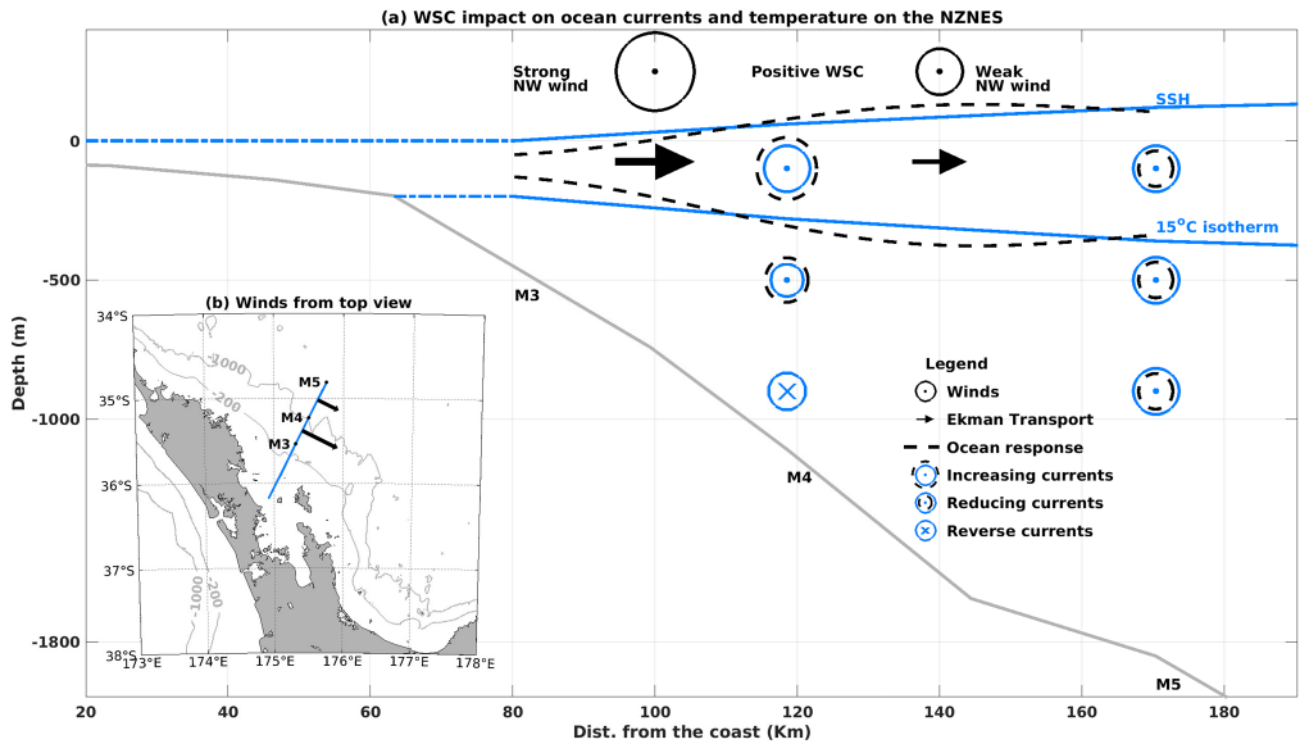 (a) WSC impact on ocean currents and temperature on the NZNES
Strong
NW wind
Positive WSC
Weak
NW wind
SSH
0
15°C isotherm
-500
M3
(b) Winds from top view
34°S
35°S
36°S
37°S
38°S
-1000
-200
M5
M4
M3
-1000
-200
173°E
174°E
175°E
176°E
177°E
178°E
Legend
Winds
Ekman Transport
Ocean response
Increasing currents
Reducing currents
Reverse currents
-1000
M4
-1800
M5
Depth (m)
20
40
60
80
100
120
140
160
180
Dist. from the coast (Km)